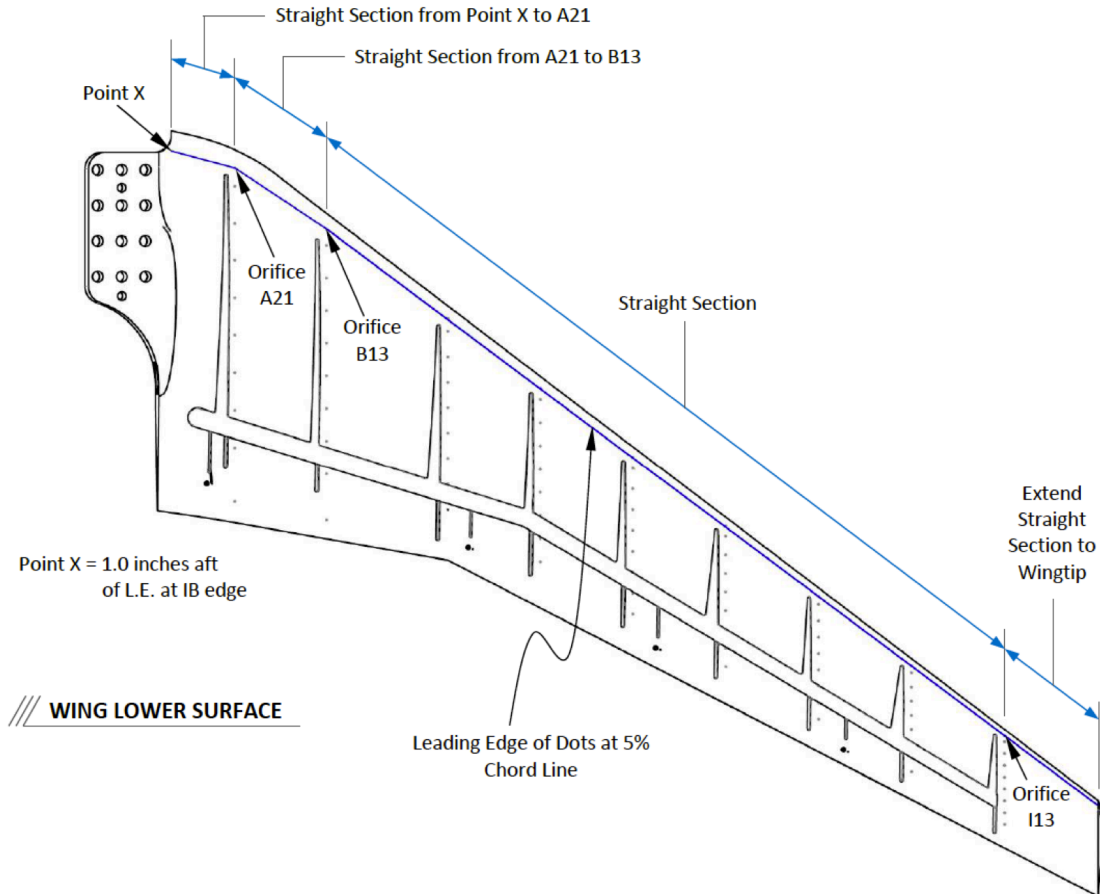 Straight Section from Point X to A21
Straight Section from A21 to B13
Point X
Orifice
A21
Orifice
B13
Straight Section
Extend
Straight
Section to
Wingtip
Point X = 1.0 inches aft
of L.E. at IB edge
WING LOWER SURFACE
Leading Edge of Dots at 5%
Chord Line
Orifice
I13